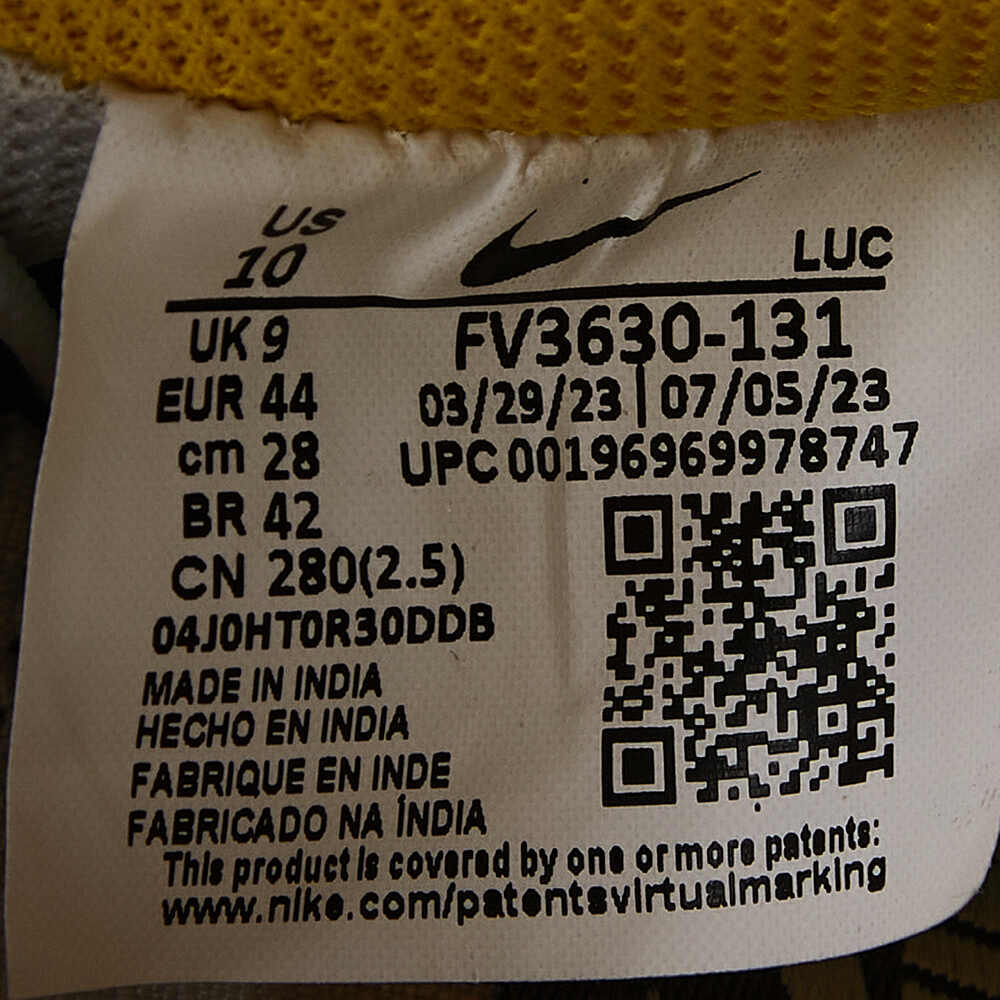 US
10
LUC
UK 9
FV3630-131
EUR 44
03/29/23 | 07/05/23
cm 28
UPC 00196969978747
BR 42
CN 280(2.5)
04J0HT0R30DDB
MADE IN INDIA
HECHO EN INDIA
FABRIQUE EN INDE
FABRICADO NA ÍNDIA
This product is covered by one or more patents:
www.nike.com/patentsvirtualmarking